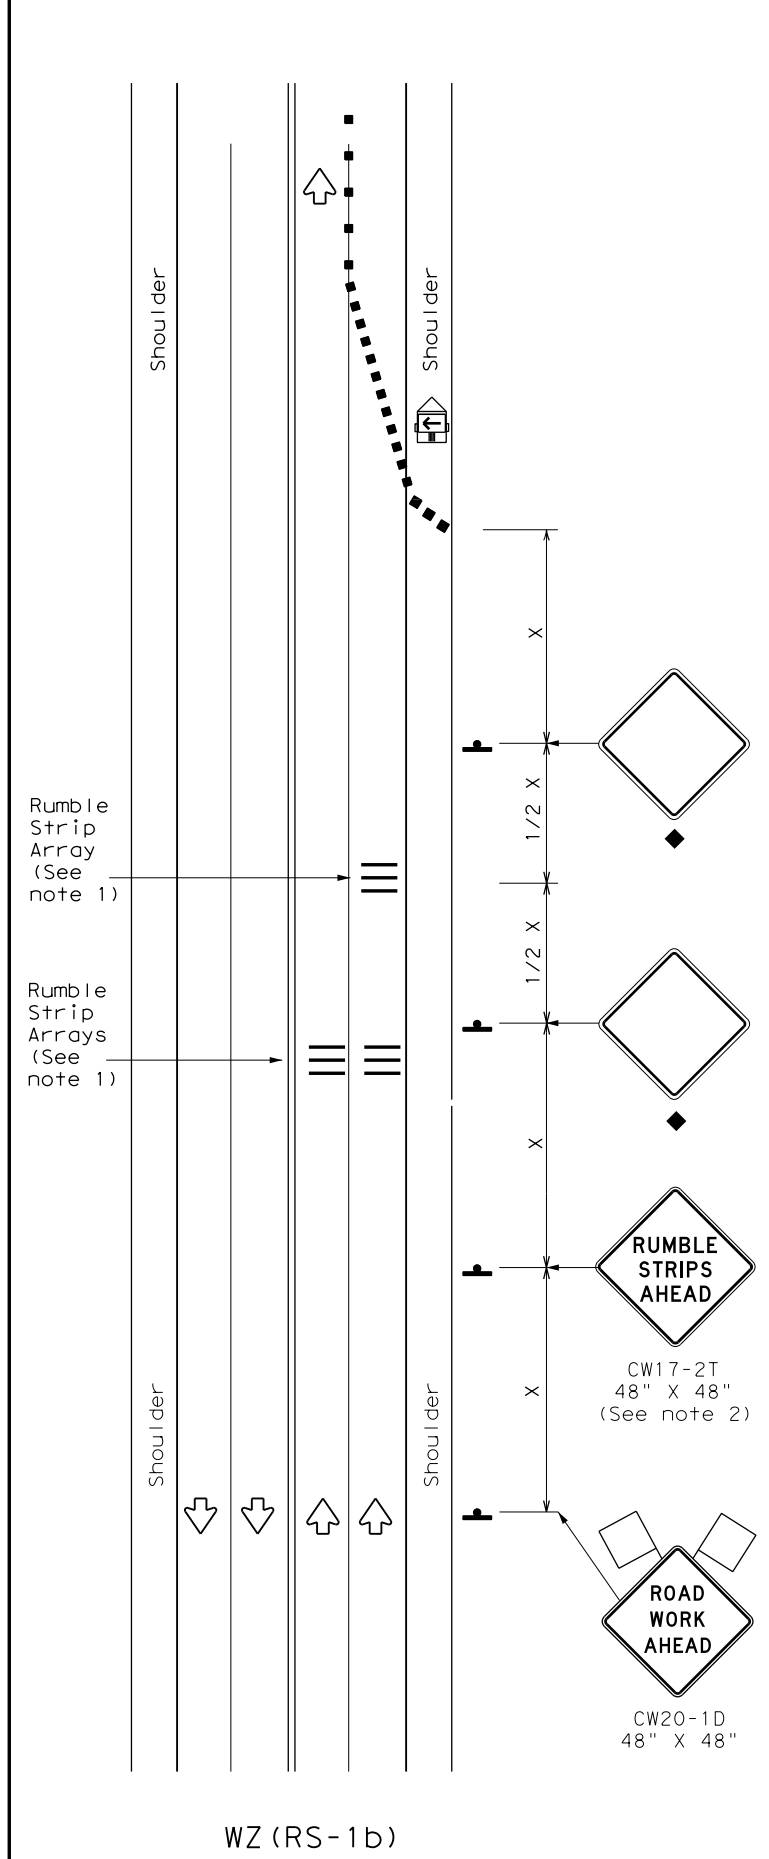 Shoulder
Shoulder
X
1/2 X
Rumble
Strip
Array
(See
note 1)
1/2 X
Rumble
Strip
Arrays
(See
note 1)
X
RUMBLE
STRIPS
AHEAD
CW17-2T
48" X 48"
(See note 2)
X
Shoulder
Shoulder
ROAD
WORK
AHEAD
CW20-1D
48" X 48"
WZ(RS-1b)